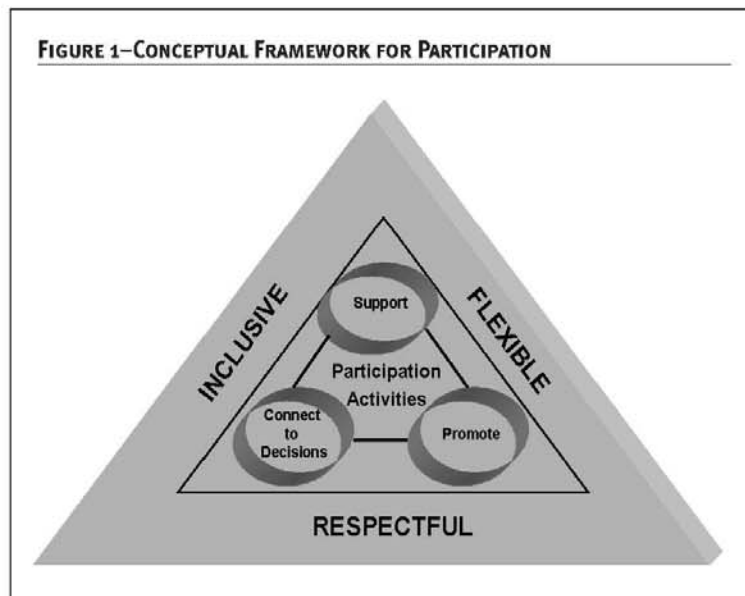 FIGURE 1–CONCEPTUAL FRAMEWORK FOR PARTICIPATION
INCLUSIVE
FLEXIBLE
Support
Participation
Activities
Connect
to
Decisions
Promote
RESPECTFUL